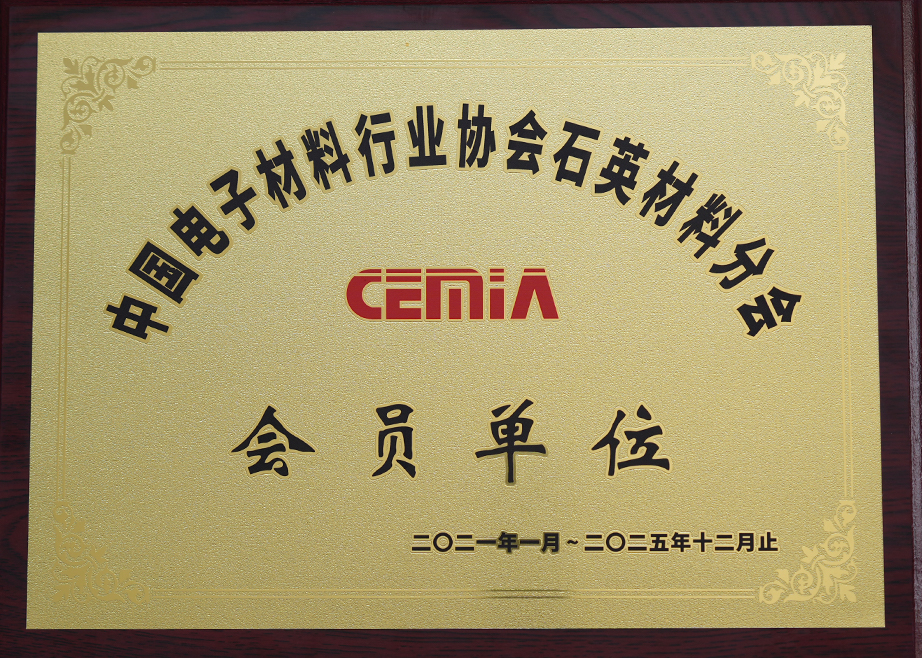 中国电子材料行业协会石英材料分会
CEMIA
会员单位
二〇二一年一月~二〇二五年十二月止